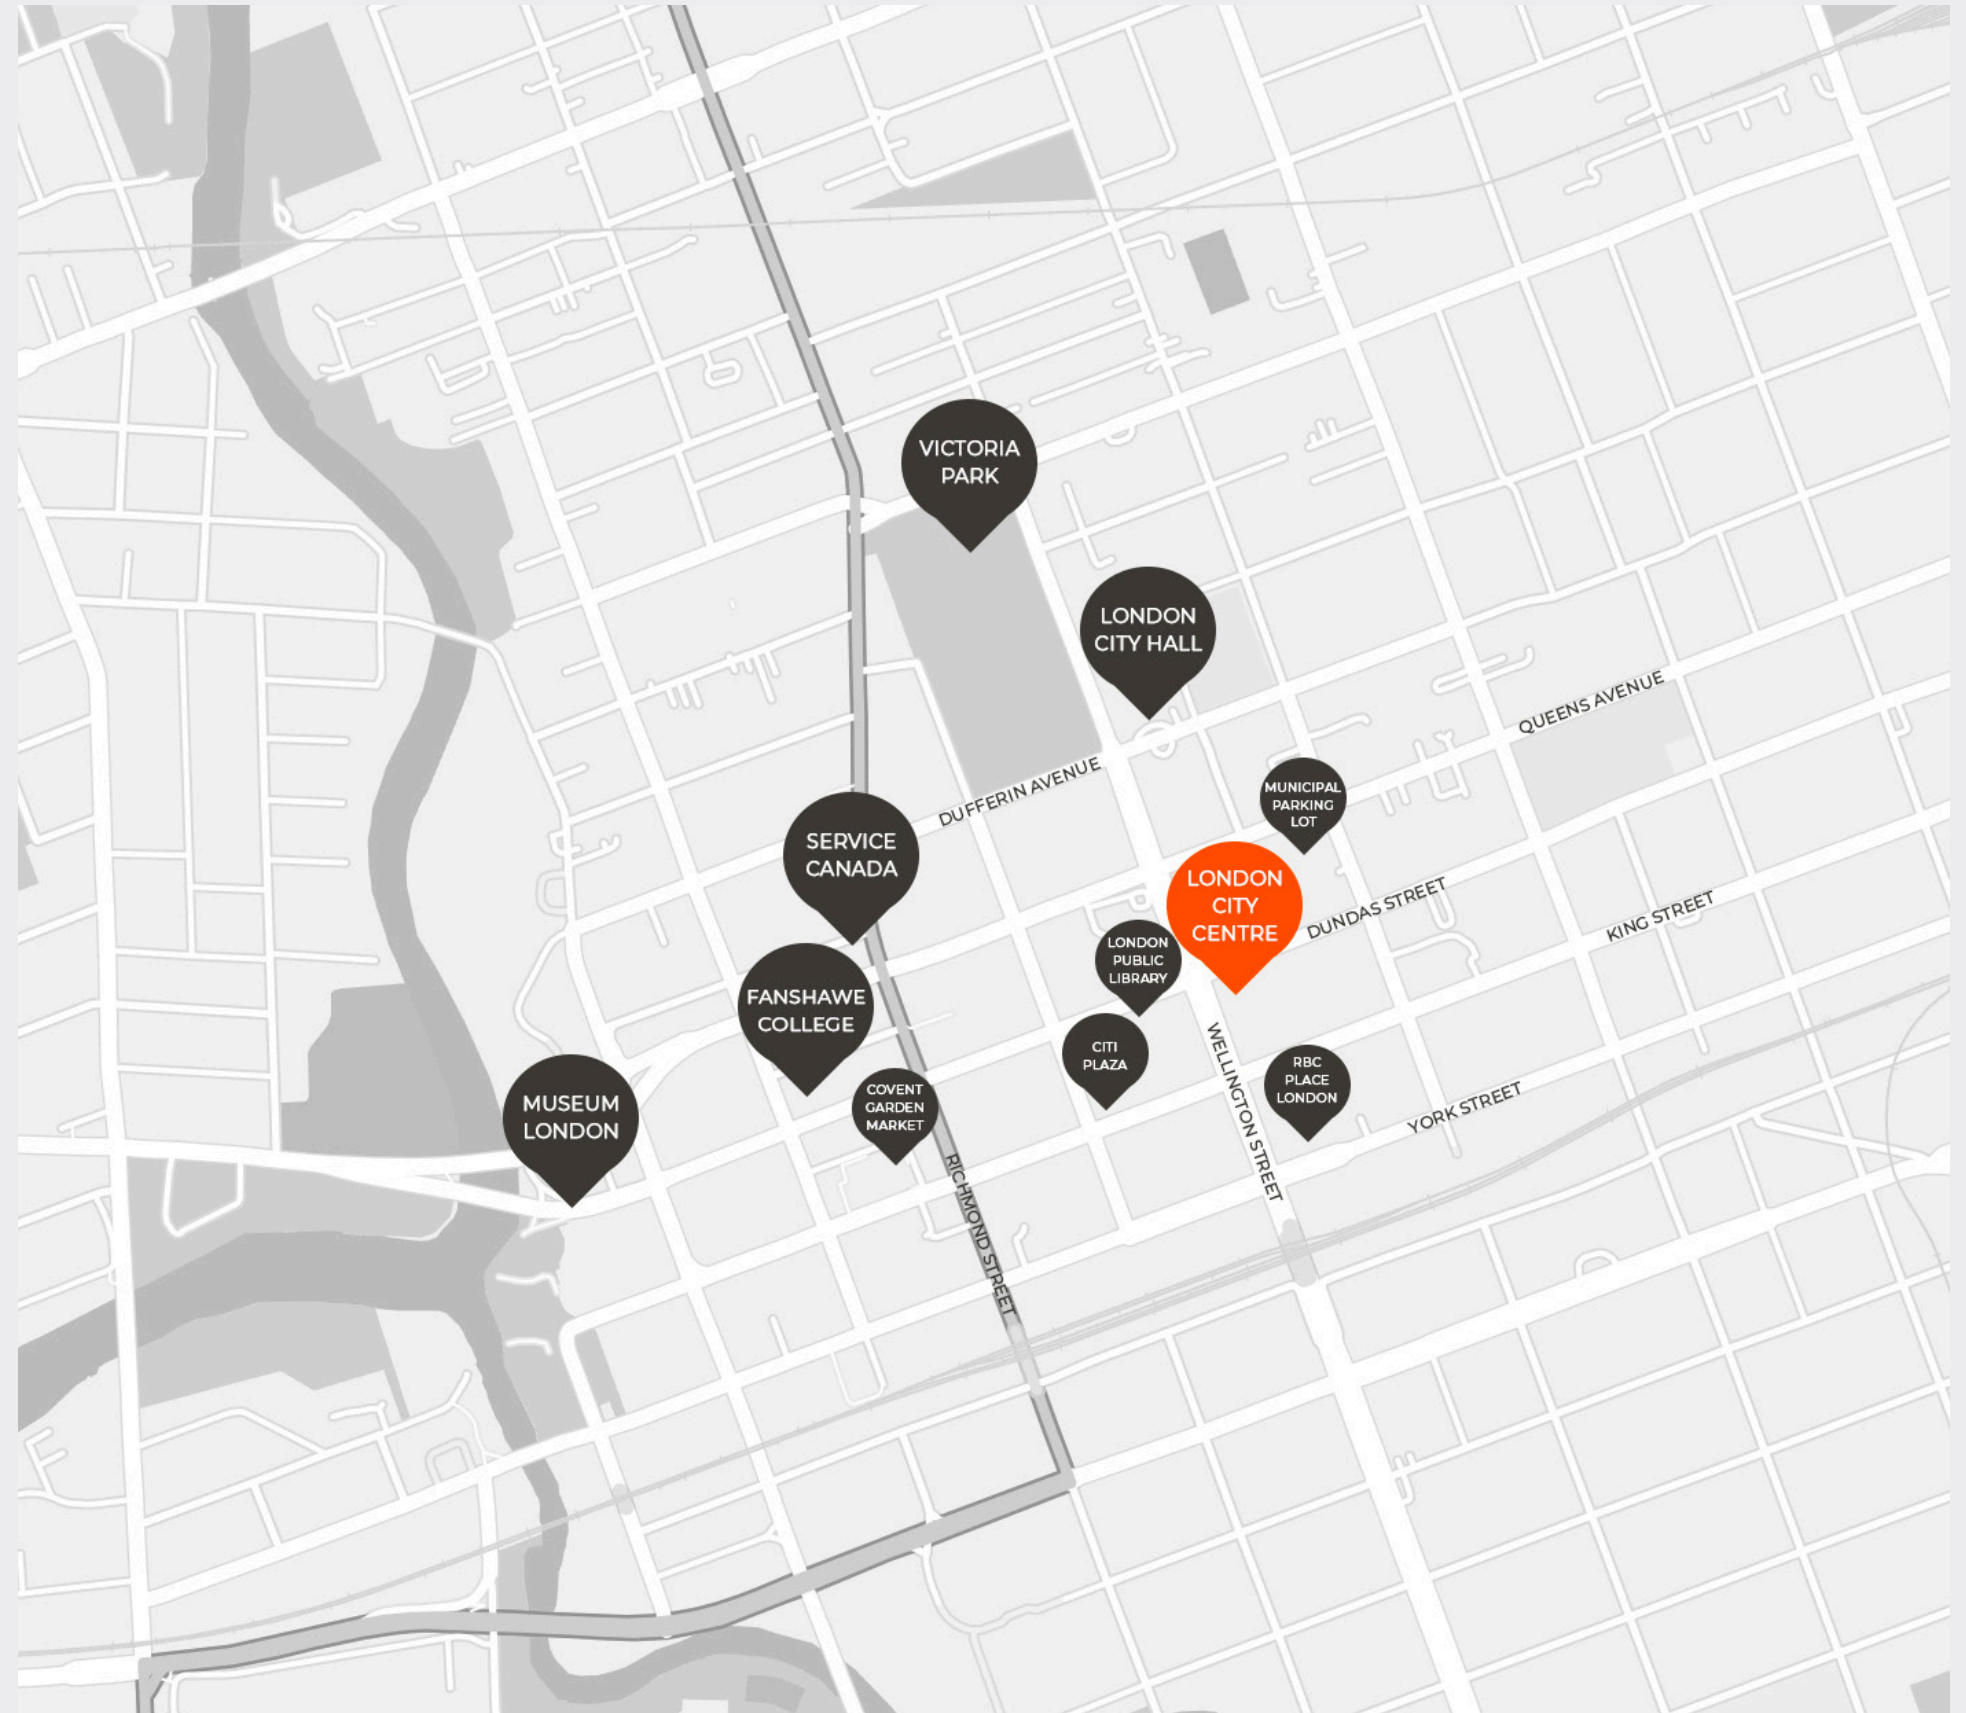 VICTORIA
PARK
LONDON
CITY HALL
QUEENS AVENUE
DUFFERIN AVENUE
MUNICIPAL
PARKING
LOT
SERVICE
CANADA
LONDON
CITY
CENTRE
DUNDAS STREET
KING STREET
LONDON
PUBLIC
LIBRARY
FANSHAWE
COLLEGE
CITI
PLAZA
WELLINGTON STREET
RBC
PLACE
LONDON
YORK STREET
COVENT
GARDEN
MARKET
MUSEUM
LONDON
RICHMOND STREET